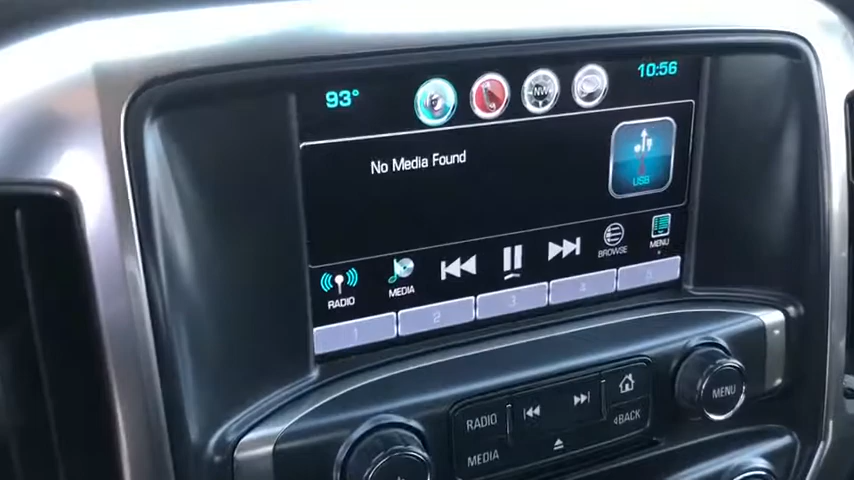 93° NW 10:56
No Media Found
USB
RADIO MEDIA BROWSE MENU
1 2 3 4 5
RADIO MENU
BACK
MEDIA